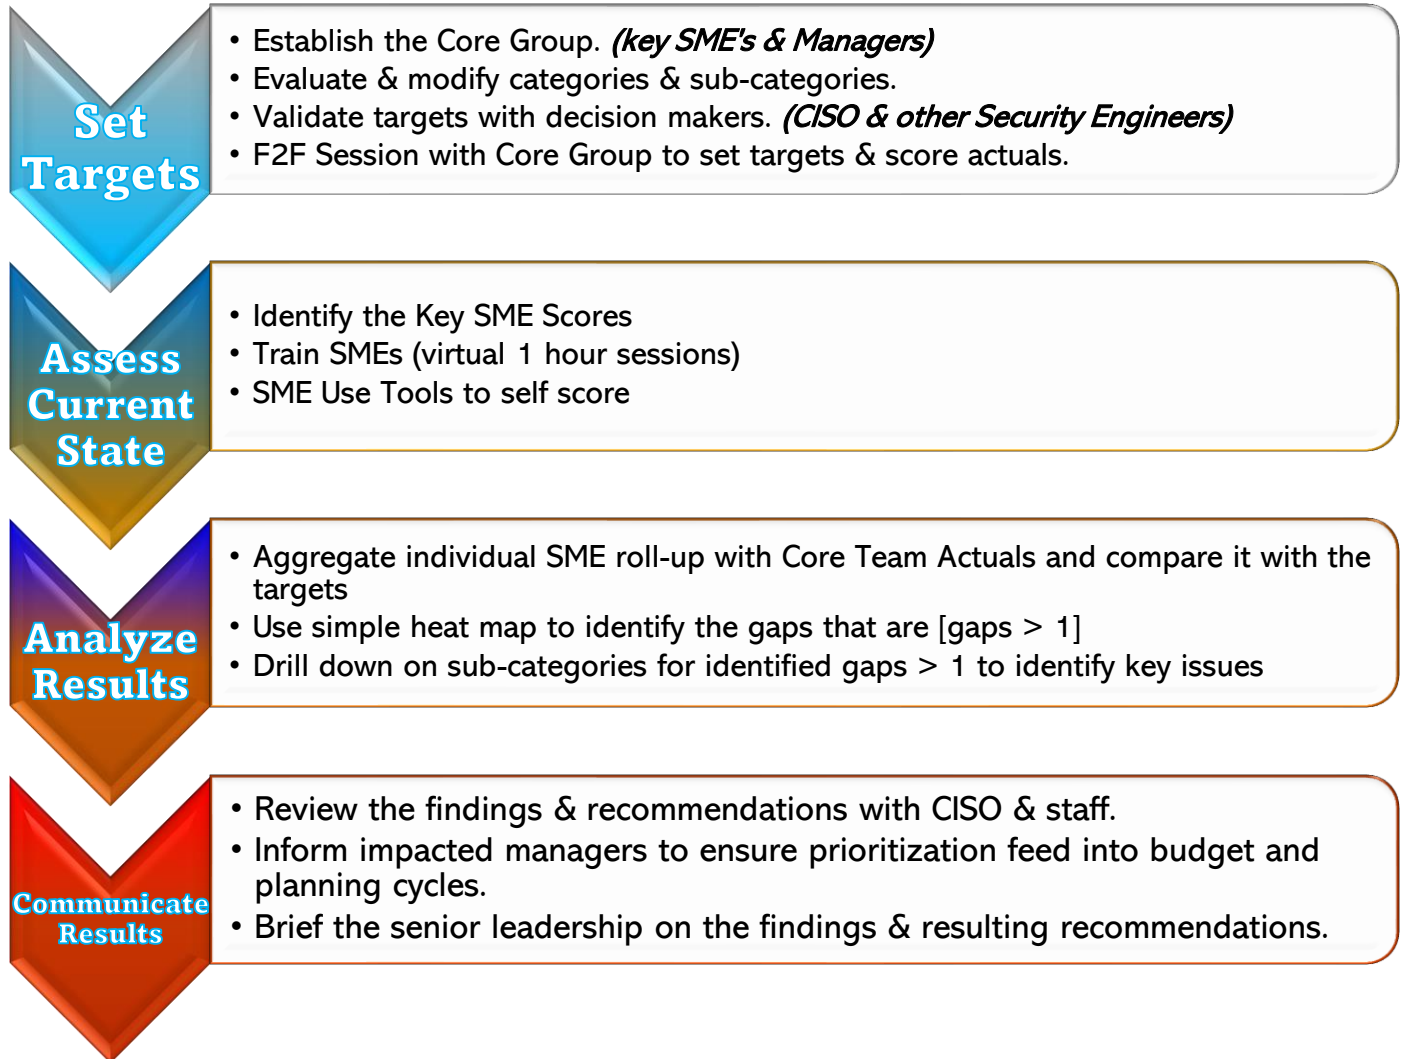 Set
Targets
• Establish the Core Group. (key SME's & Managers)
• Evaluate & modify categories & sub-categories.
• Validate targets with decision makers. (CISO & other Security Engineers)
• F2F Session with Core Group to set targets & score actuals.
Assess
Current
State
• Identify the Key SME Scores
• Train SMEs (virtual 1 hour sessions)
• SME Use Tools to self score
Analyze
Results
• Aggregate individual SME roll-up with Core Team Actuals and compare it with the
targets
• Use simple heat map to identify the gaps that are [gaps > 1]
• Drill down on sub-categories for identified gaps > 1 to identify key issues
Communicate
Results
• Review the findings & recommendations with CISO & staff.
• Inform impacted managers to ensure prioritization feed into budget and
planning cycles.
• Brief the senior leadership on the findings & resulting recommendations.